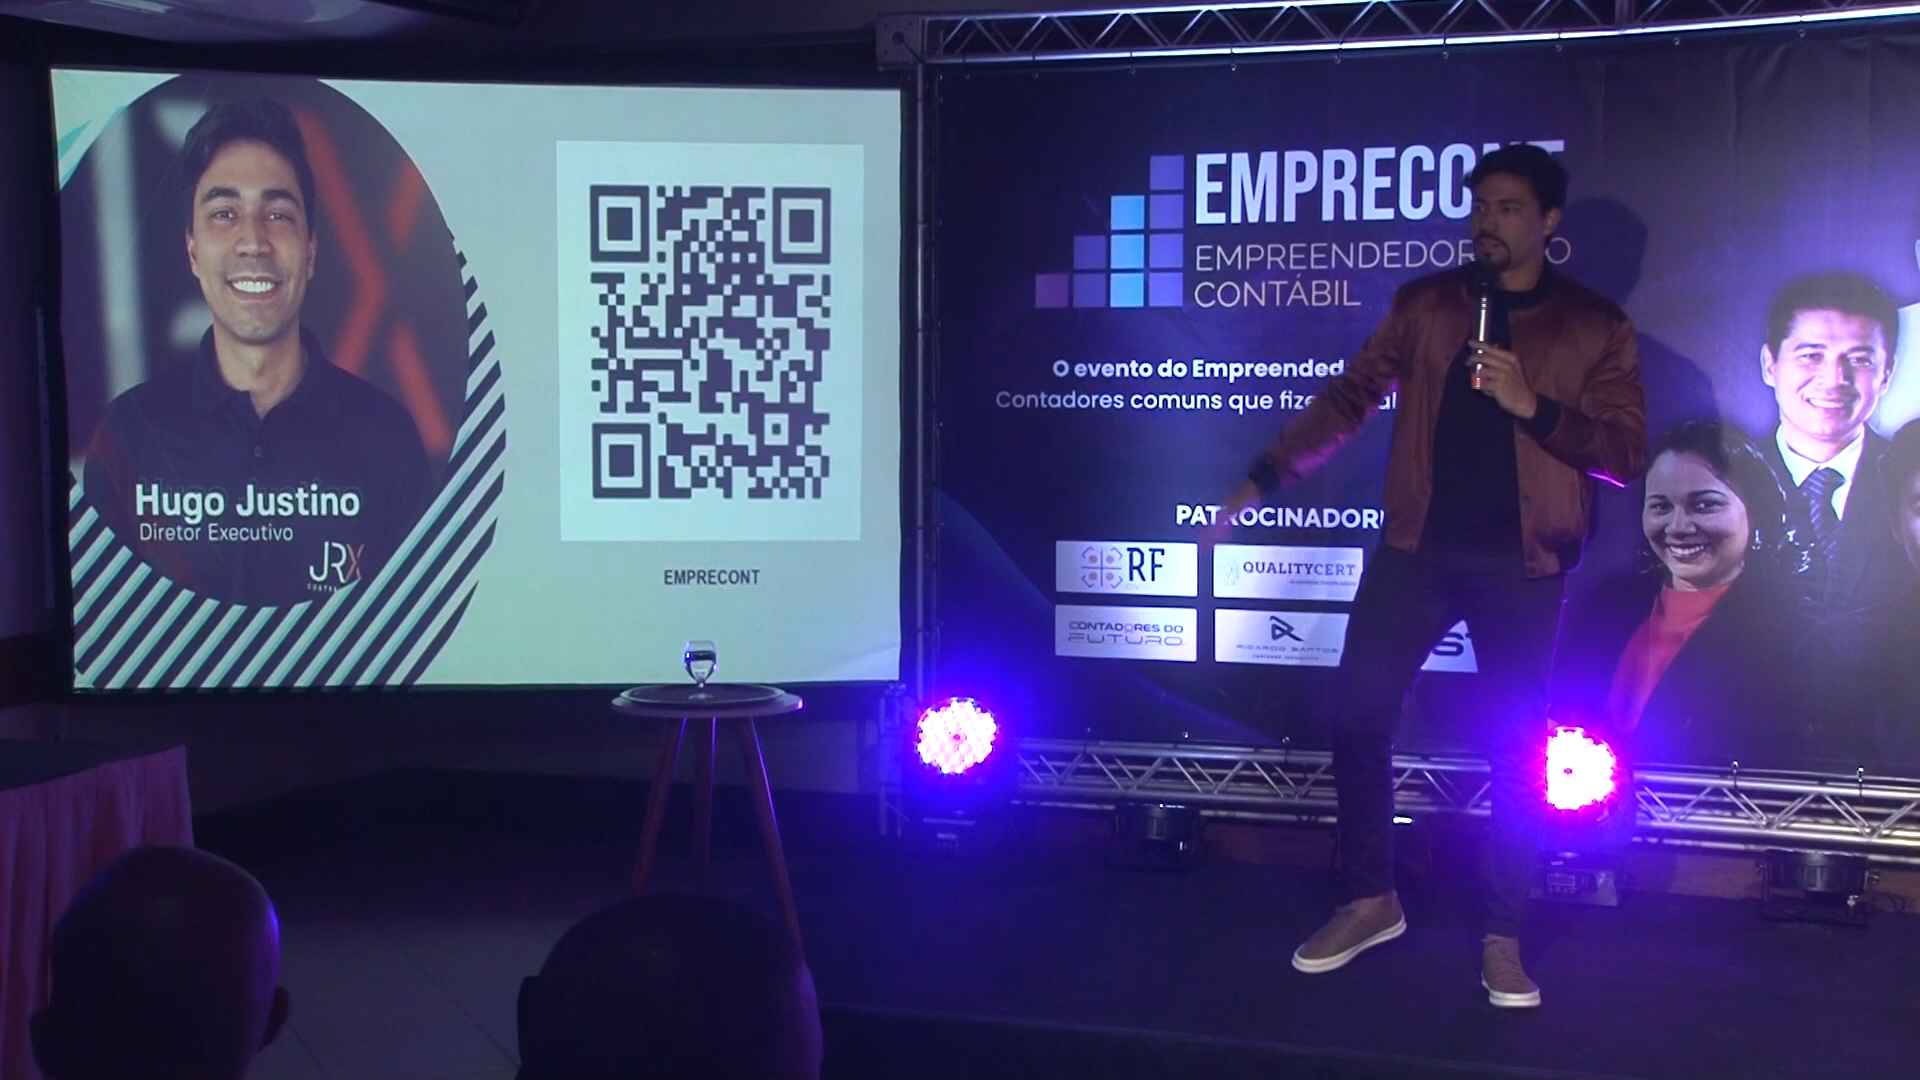 Hugo Justino
Diretor Executivo
JRX
EMPRECONT
EMPRECO
EMPREENDEDOR
O
CONTÁBIL
O evento do Empreended
Contadores comuns que fize
PATROCINADOR
RF
QUALITYCERT
CONTADORES DO
FUTURO
RICARDO SANTOS